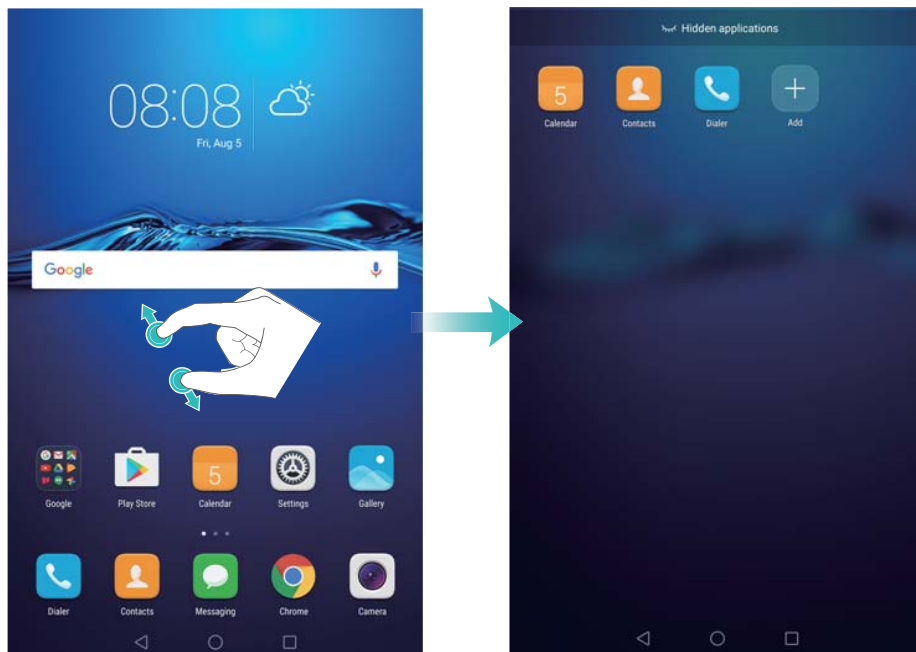 08:08
Fri, Aug 5
Google
Google
Play Store
5
Calendar
Settings
Gallery
Dialer
Contacts
Messaging
Chrome
Camera
Hidden applications
5
Calendar
Contacts
Dialer
Add